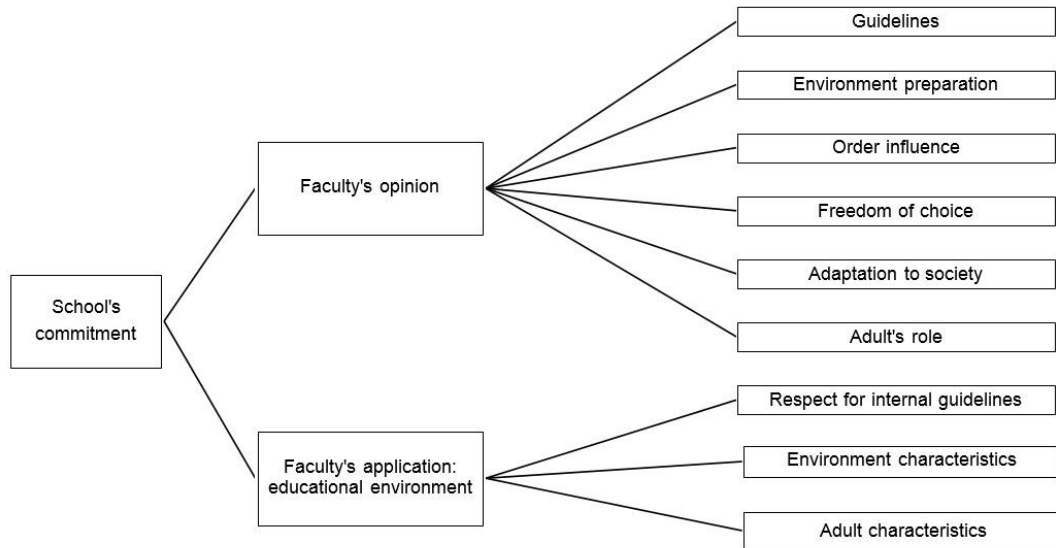 School's
commitment
Faculty's opinion
Guidelines
Environment preparation
Order influence
Freedom of choice
Adaptation to society
Adult's role
Faculty's application:
educational environment
Respect for internal guidelines
Environment characteristics
Adult characteristics